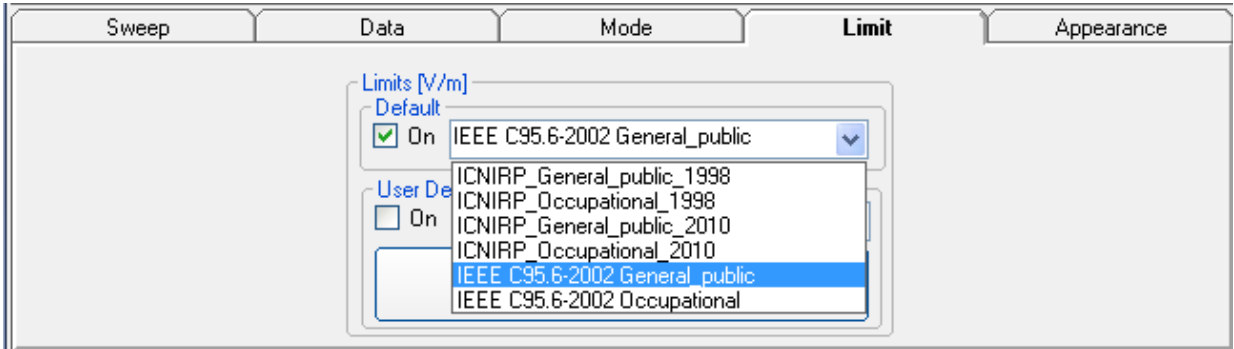 Sweep Data Mode Limit Appearance
Limits [V/m]
Default
On IEEE C95.6-2002 General_public
ICNIRP_General_public_1998
ICNIRP_Occupational_1998
ICNIRP_General_public_2010
ICNIRP_Occupational_2010
IEEE C95.6-2002 General_public
IEEE C95.6-2002 Occupational
User De
On